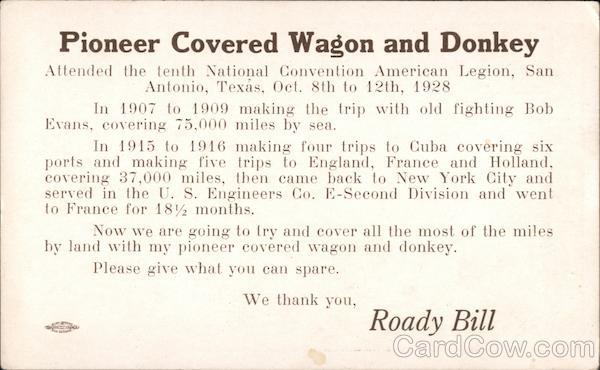 Pioneer Covered Wagon and Donkey
Attended the tenth National Convention American Legion, San
Antonio, Texas, Oct. 8th to 12th, 1928
In 1907 to 1909 making the trip with old fighting Bob
Evans, covering 75,000 miles by sea.
In 1915 to 1916 making four trips to Cuba covering six
ports and making five trips to England, France and Holland,
covering 37,000 miles, then came back to New York City and
served in the U. S. Engineers Co. E-Second Division and went
to France for 18½ months.
Now we are going to try and cover all the most of the miles
by land with my pioneer covered wagon and donkey.
Please give what you can spare.
We thank you,
Roady Bill
CardCow.com